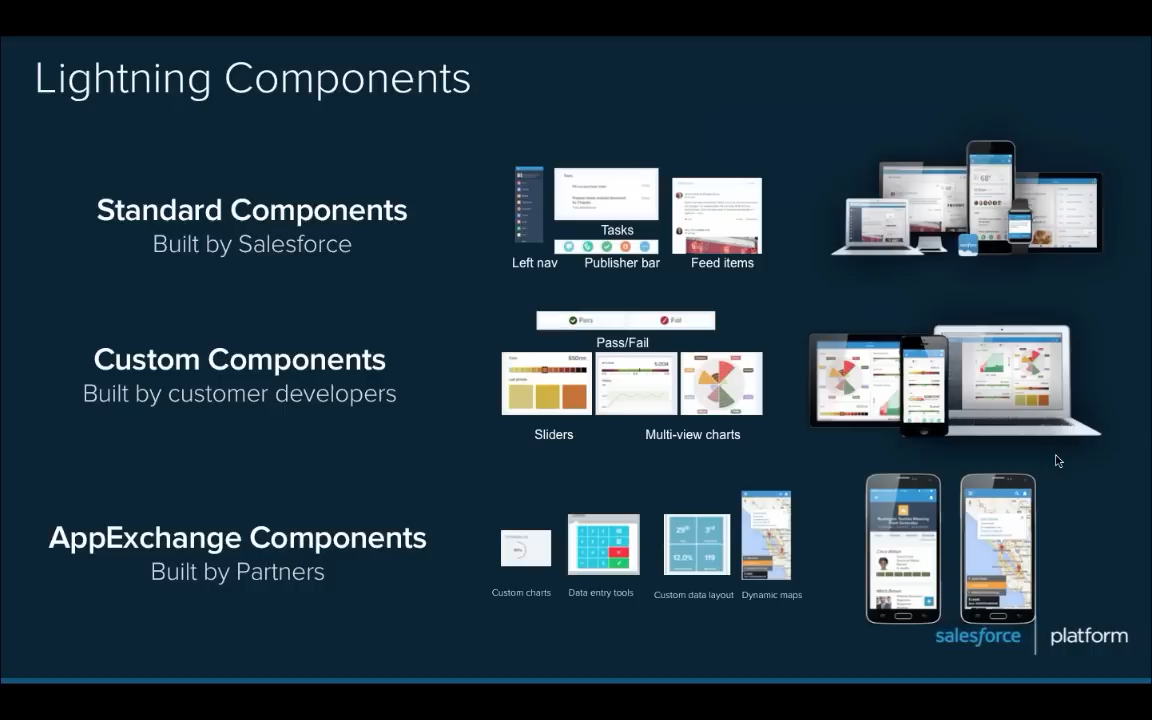 Lightning Components
Standard Components
Built by Salesforce
Tasks
Left nav
Publisher bar
Feed items
Custom Components
Built by customer developers
Pass
Fail
Pass/Fail
Sliders
Multi-view charts
AppExchange Components
Built by Partners
Custom charts
Data entry tools
Custom data layout
Dynamic maps
salesforce
platform